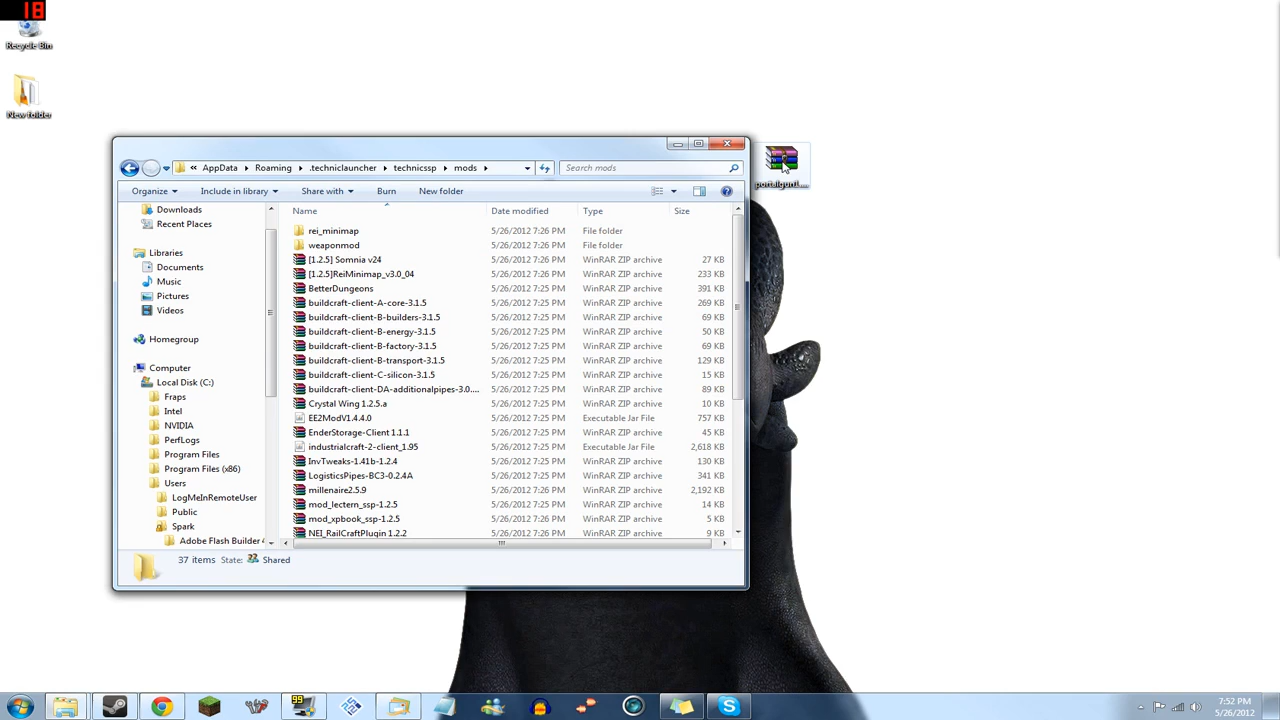 18
Recycle Bin
New folder
portalgun1....
« AppData Roaming .techniclauncher technicssp mods
Search mods
Organize Include in library Share with Burn New folder
Name Date modified Type Size
Downloads
Recent Places
Libraries
Documents
Music
Pictures
Videos
Homegroup
Computer
Local Disk (C:)
Fraps
Intel
NVIDIA
PerfLogs
Program Files
Program Files (x86)
Users
LogMeInRemoteUser
Public
Spark
Adobe Flash Builder 4
rei_minimap 5/26/2012 7:26 PM File folder
weaponmod 5/26/2012 7:26 PM File folder
[1.2.5] Somnia v24 5/26/2012 7:25 PM WinRAR ZIP archive 27 KB
[1.2.5]ReiMinimap_v3.0_04 5/26/2012 7:26 PM WinRAR ZIP archive 233 KB
BetterDungeons 5/26/2012 7:25 PM WinRAR ZIP archive 391 KB
buildcraft-client-A-core-3.1.5 5/26/2012 7:25 PM WinRAR ZIP archive 269 KB
buildcraft-client-B-builders-3.1.5 5/26/2012 7:25 PM WinRAR ZIP archive 69 KB
buildcraft-client-B-energy-3.1.5 5/26/2012 7:25 PM WinRAR ZIP archive 50 KB
buildcraft-client-B-factory-3.1.5 5/26/2012 7:25 PM WinRAR ZIP archive 69 KB
buildcraft-client-B-transport-3.1.5 5/26/2012 7:25 PM WinRAR ZIP archive 129 KB
buildcraft-client-C-silicon-3.1.5 5/26/2012 7:25 PM WinRAR ZIP archive 15 KB
buildcraft-client-DA-additionalpipes-3.0.... 5/26/2012 7:25 PM WinRAR ZIP archive 89 KB
Crystal Wing 1.2.5.a 5/26/2012 7:25 PM WinRAR ZIP archive 10 KB
EE2ModV1.4.4.0 5/26/2012 7:25 PM Executable Jar File 757 KB
EnderStorage-Client 1.1.1 5/26/2012 7:25 PM WinRAR ZIP archive 45 KB
industrialcraft-2-client_1.95 5/26/2012 7:25 PM Executable Jar File 2,618 KB
InvTweaks-1.41b-1.2.4 5/26/2012 7:26 PM WinRAR ZIP archive 130 KB
LogisticsPipes-BC3-0.2.4A 5/26/2012 7:25 PM WinRAR ZIP archive 341 KB
millenaire2.5.9 5/26/2012 7:26 PM WinRAR ZIP archive 2,192 KB
mod_lectern_ssp-1.2.5 5/26/2012 7:25 PM WinRAR ZIP archive 14 KB
mod_xpbook_ssp-1.2.5 5/26/2012 7:26 PM WinRAR ZIP archive 5 KB
NEI_RailCraftPlugin 1.2.2 5/26/2012 7:25 PM WinRAR ZIP archive 9 KB
37 items State: Shared
99
7:52 PM
5/26/2012